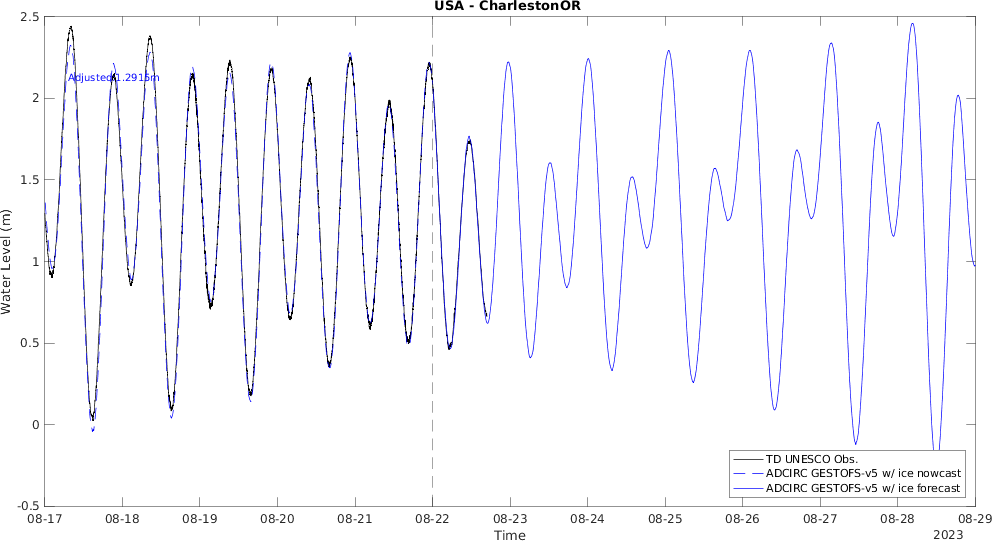 USA - CharlestonOR
2.5
2
1.5
1
0.5
0
-0.5
Water Level (m)
Adjusted 1.2915m
TD UNESCO Obs.
ADCIRC GESTOFS-v5 w/ ice nowcast
ADCIRC GESTOFS-v5 w/ ice forecast
08-17 08-18 08-19 08-20 08-21 08-22 08-23 08-24 08-25 08-26 08-27 08-28 08-29
Time
2023